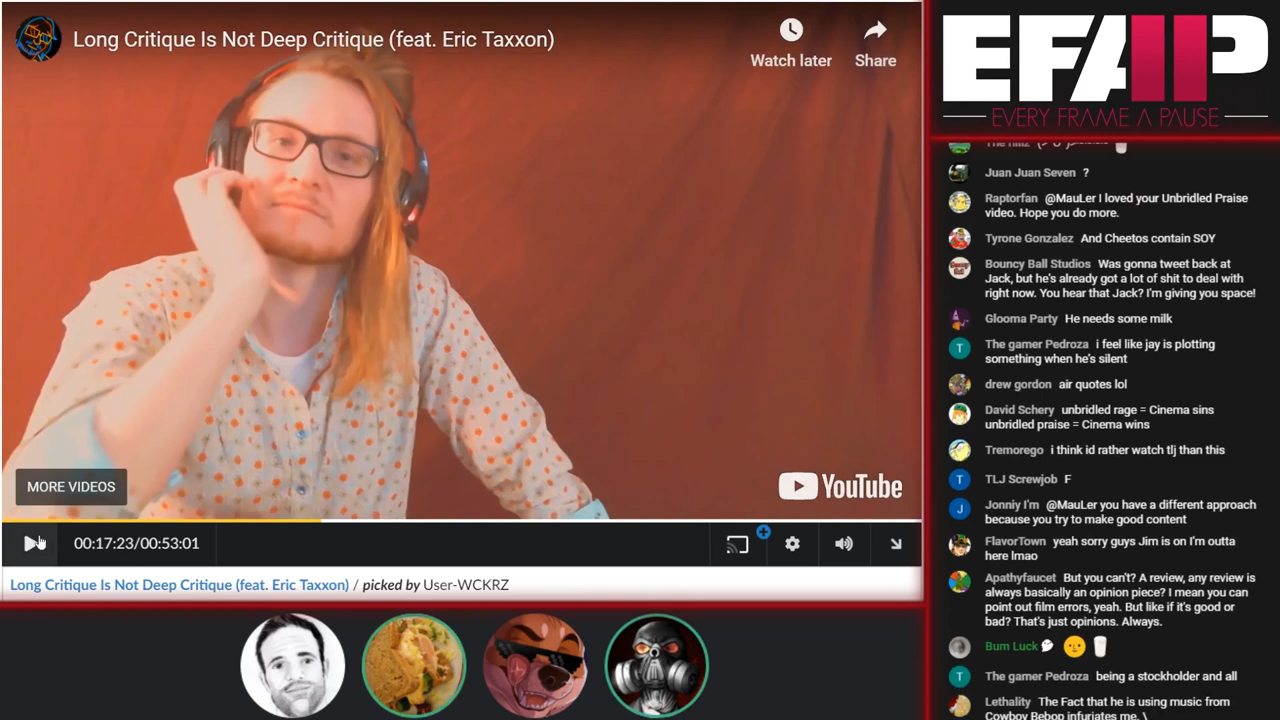 Long Critique Is Not Deep Critique (feat. Eric Taxxon)
Watch later
Share
MORE VIDEOS
YouTube
00:17:23/00:53:01
Long Critique Is Not Deep Critique (feat. Eric Taxxon) / picked by User-WCKRZ
EFAP
EVERY FRAME A PAUSE
Juan Juan Seven ?
Raptorfan @MauLer I loved your Unbridled Praise
video. Hope you do more.
Tyrone Gonzalez And Cheetos contain SOY
Bouncy Ball Studios Was gonna tweet back at
Jack, but he's already got a lot of shit to deal with
right now. You hear that Jack? I'm giving you space!
Glooma Party He needs some milk
T
The gamer Pedroza i feel like jay is plotting
something when he's silent
drew gordon air quotes lol
David Schery unbridled rage = Cinema sins
unbridled praise = Cinema wins
Tremorego i think id rather watch tlj than this
T
TLJ Screwjob F
J
Jonniy I'm @MauLer you have a different approach
because you try to make good content
FlavorTown yeah sorry guys Jim is on I'm outta
here lmao
Apathyfaucet But you can't? A review, any review is
always basically an opinion piece? I mean you can
point out film errors, yeah. But like if it's good or
bad? That's just opinions. Always.
Bum Luck
T
The gamer Pedroza being a stockholder and all
Lethality The Fact that he is using music from
Cowboy Bebop infuriates me. \